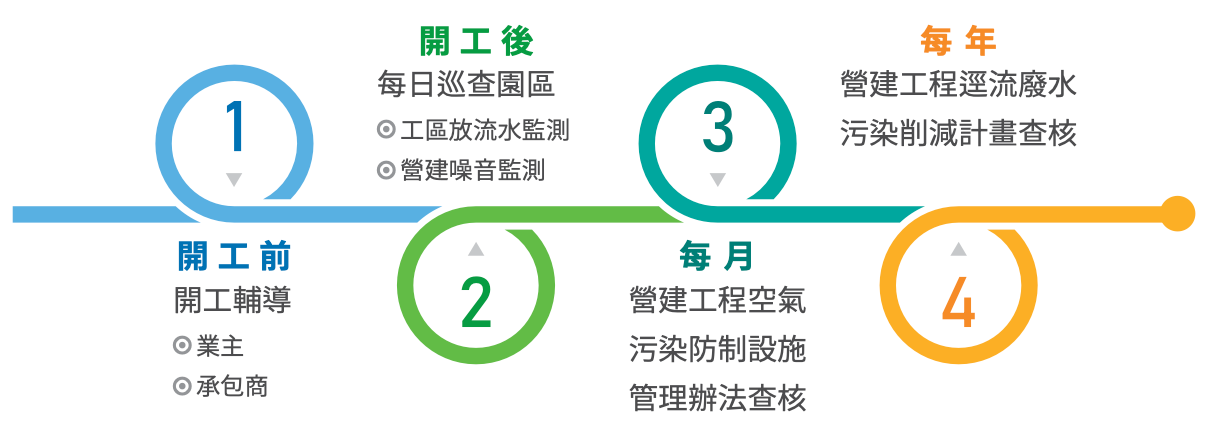 1
開工前
開工輔導
業主
承包商
開工後
每日巡查園區
工區放流水監測
營建噪音監測
2
3
每月
營建工程空氣
污染防制設施
管理辦法查核
每年
營建工程逕流廢水
污染削減計畫查核
4